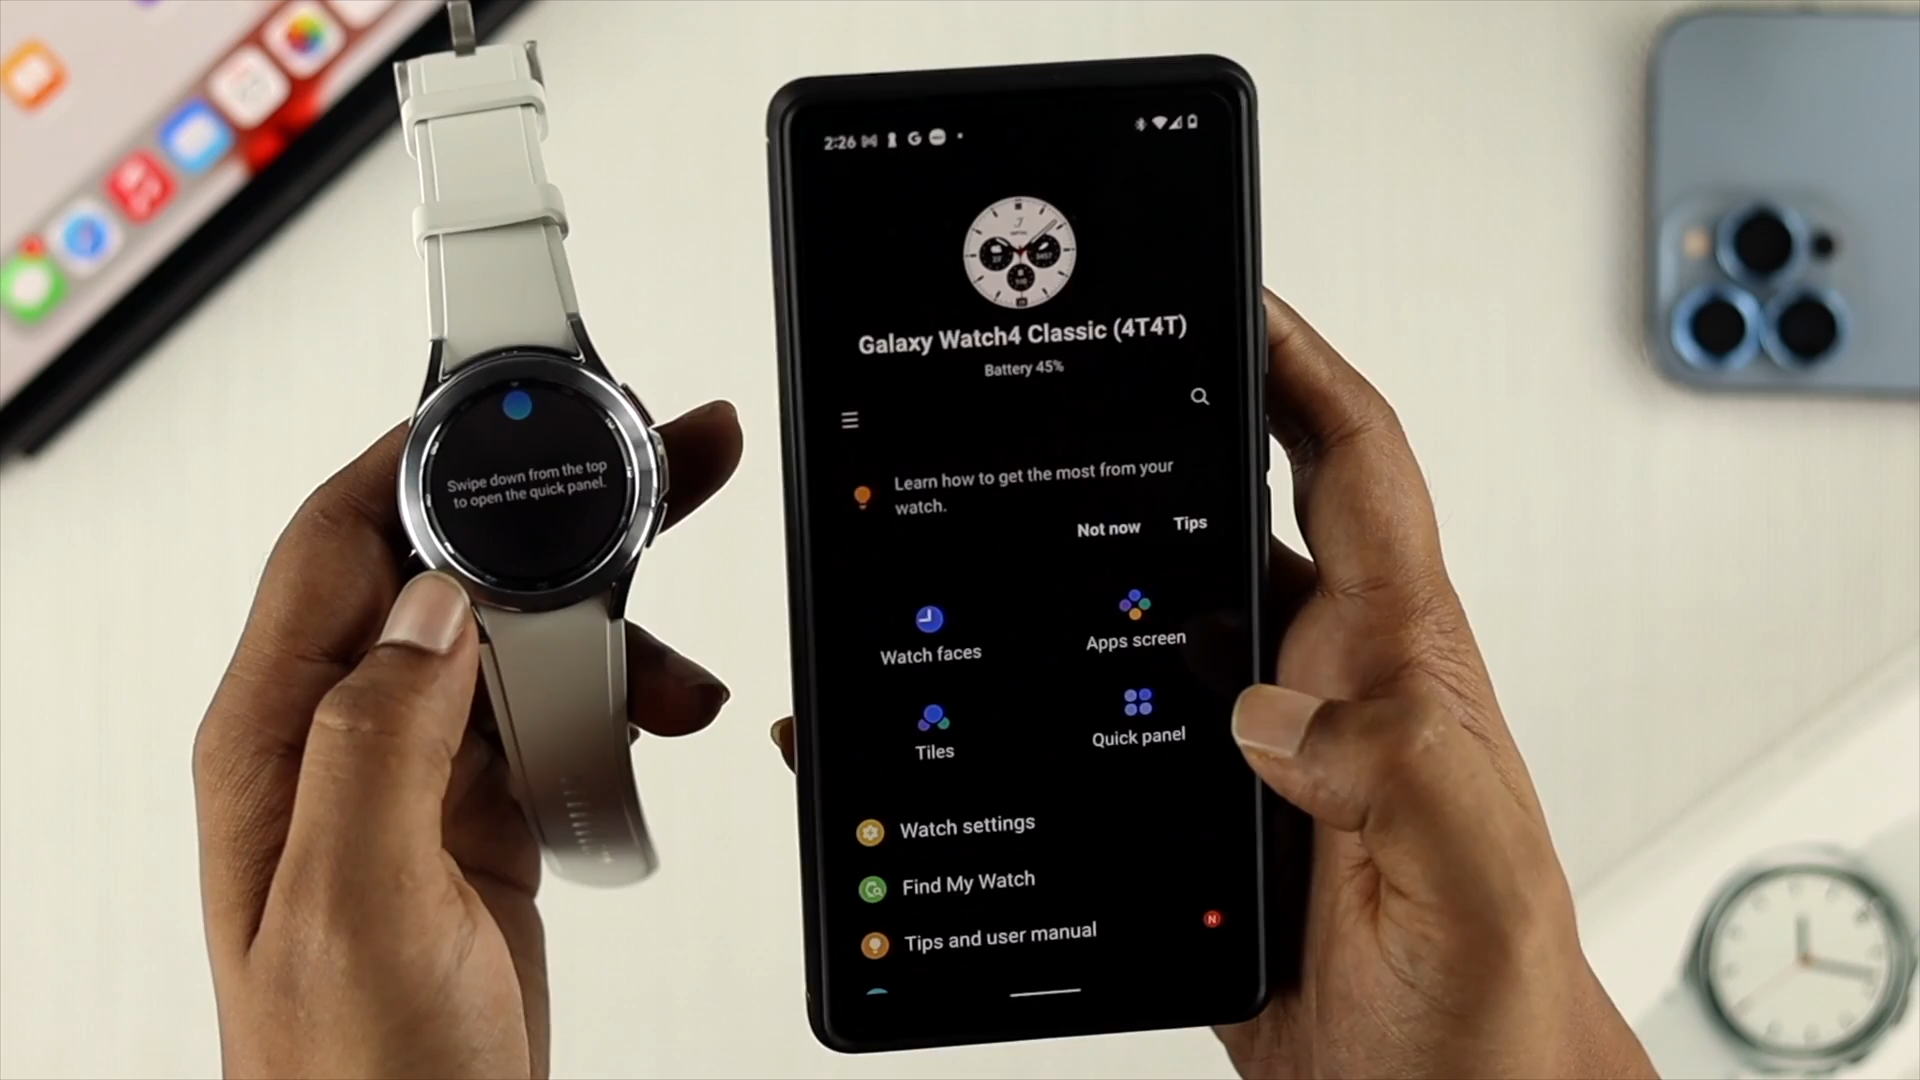 Swipe down from the top
to open the quick panel.
2:26
Galaxy Watch4 Classic (4T4T)
Battery 45%
Learn how to get the most from your
watch.
Not now Tips
Watch faces Apps screen
Tiles Quick panel
Watch settings
Find My Watch
Tips and user manual N